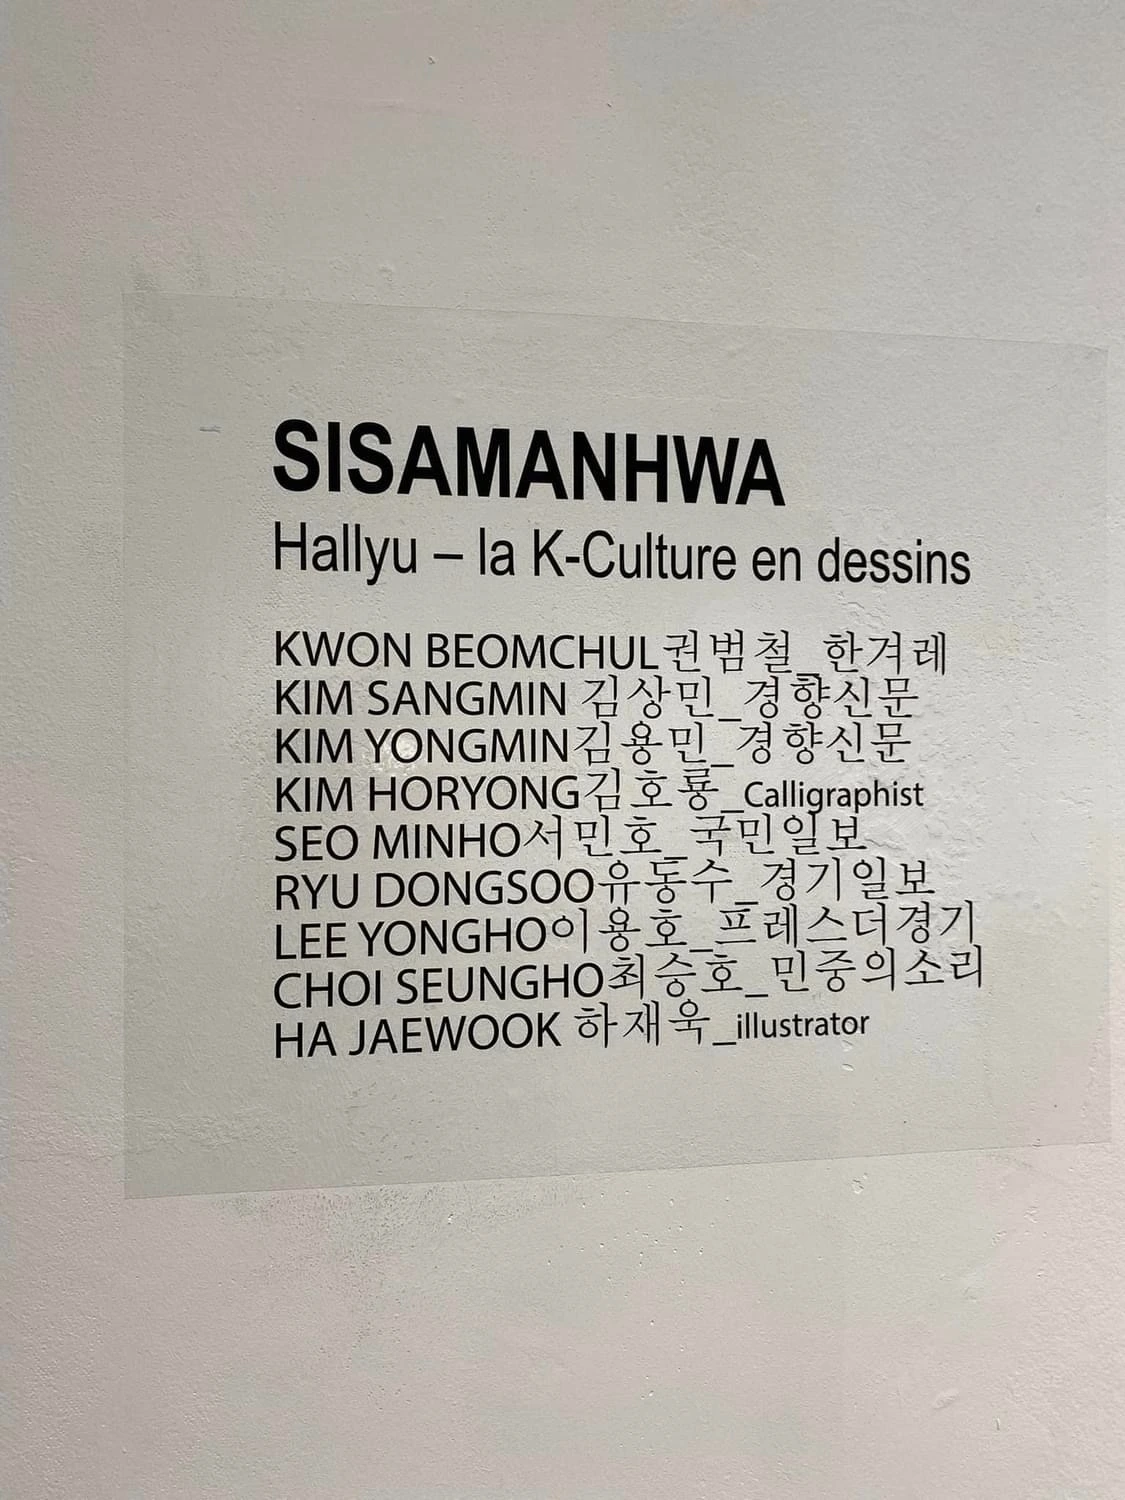 SISAMANHWA
Hallyu – la K-Culture en dessins
KWON BEOMCHUL권범철_한겨레
KIM SANGMIN 김상민_경향신문
KIM YONGMIN김용민_경향신문
KIM HORYONG김호룡_Calligraphist
SEO MINHO서민호_국민일보
RYU DONGSOO유동수_경기일보
LEE YONGHO이용호_프레스더경기
CHOI SEUNGHO최승호_민중의소리
HA JAEWOOK 하재욱_illustrator